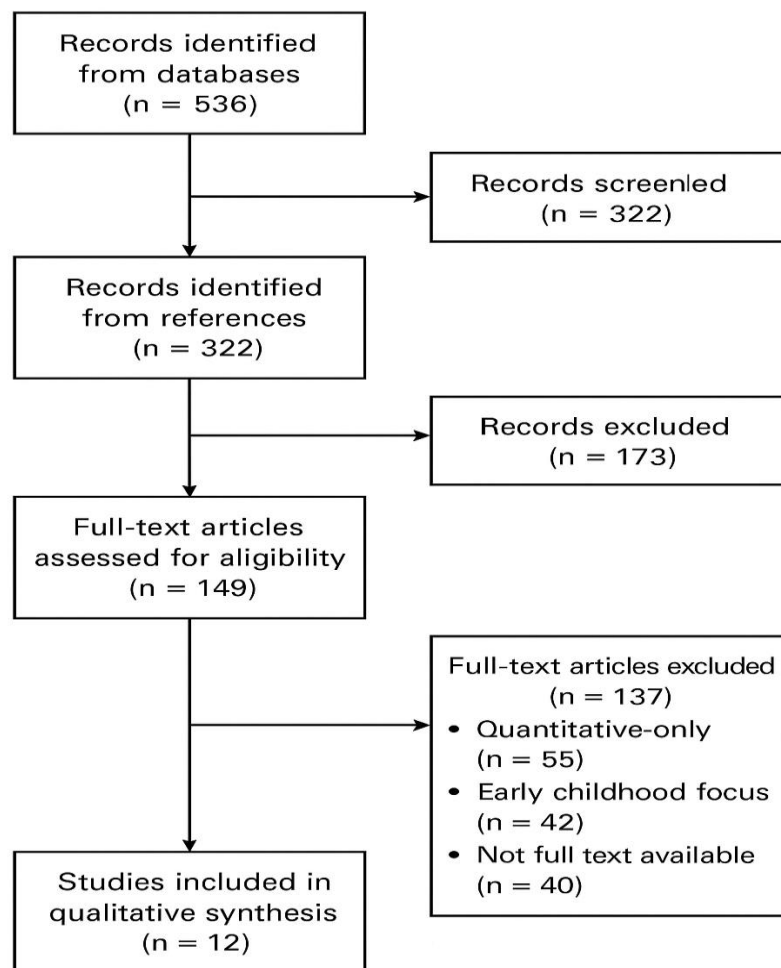 Records identified
from databases
(n = 536)
Records screenled
(n = 322)
Records identified
from references
(n = 322)
Records excluded
(n = 173)
Full-text articles
assessed for aligibility
(n = 149)
Full-text articles excluded
(n = 137)
• Quantitative-only
(n = 55)
• Early childhood focus
(n = 42)
• Not full text available
(n = 40)
Studies included in
qualitative synthesis
(n = 12)